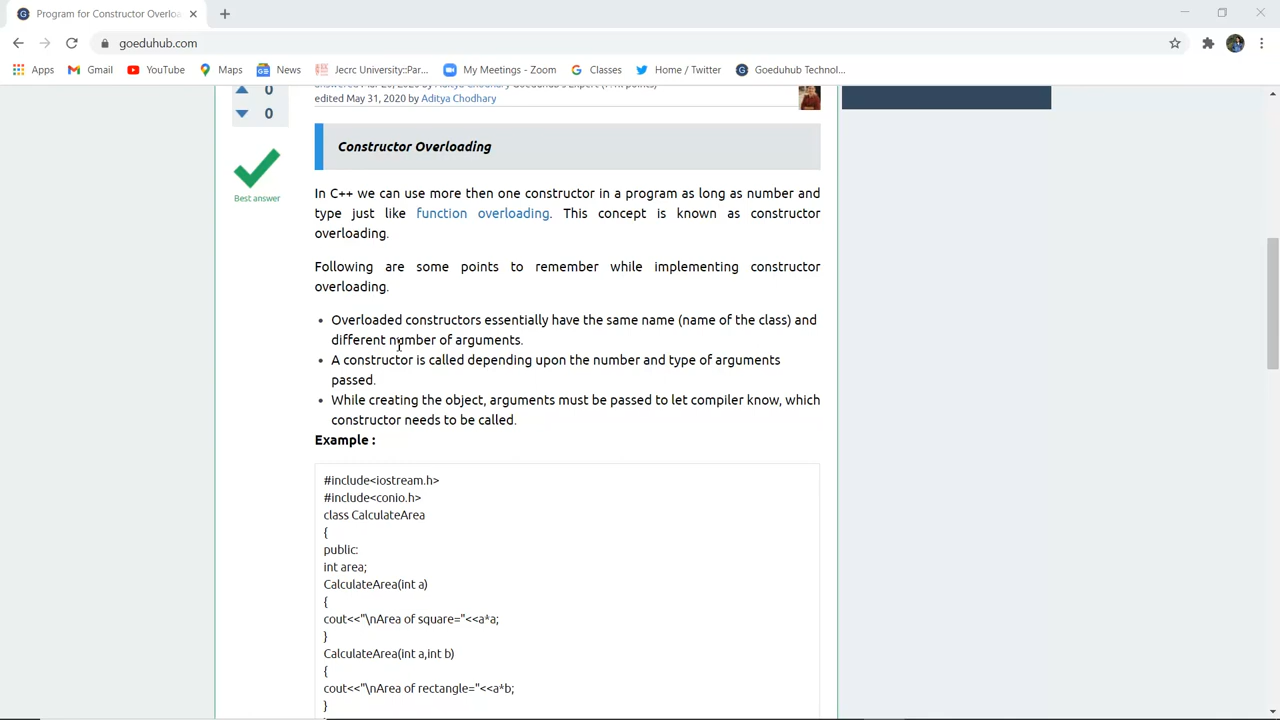 Program for Constructor Overlo
goeduhub.com
Apps Gmail YouTube Maps News Jecrc University::Par... My Meetings - Zoom Classes Home / Twitter Goeduhub Technol...
0
edited May 31, 2020 by Aditya Chodhary
0
Constructor Overloading
Best answer
In C++ we can use more then one constructor in a program as long as number and
type just like function overloading. This concept is known as constructor
overloading.
Following are some points to remember while implementing constructor
overloading.
• Overloaded constructors essentially have the same name (name of the class) and
different number of arguments.
• A constructor is called depending upon the number and type of arguments
passed.
• While creating the object, arguments must be passed to let compiler know, which
constructor needs to be called.
Example :
#include<iostream.h>
#include<conio.h>
class CalculateArea
{
public:
int area;
CalculateArea(int a)
{
cout<<"\nArea of square="<<a*a;
}
CalculateArea(int a,int b)
{
cout<<"\nArea of rectangle="<<a*b;
}